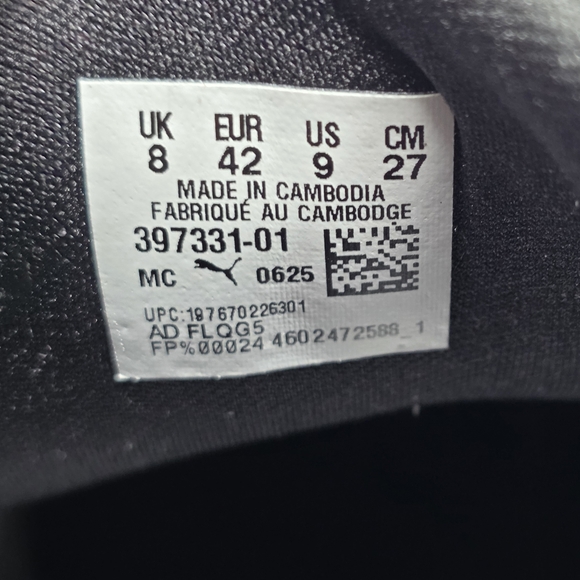 UK EUR US CM
8 42 9 27
MADE IN CAMBODIA
FABRIQUÉ AU CAMBODGE
397331-01
MC 0625
UPC:197670226301
AD FLQG5
FP%00024 4602472588_1